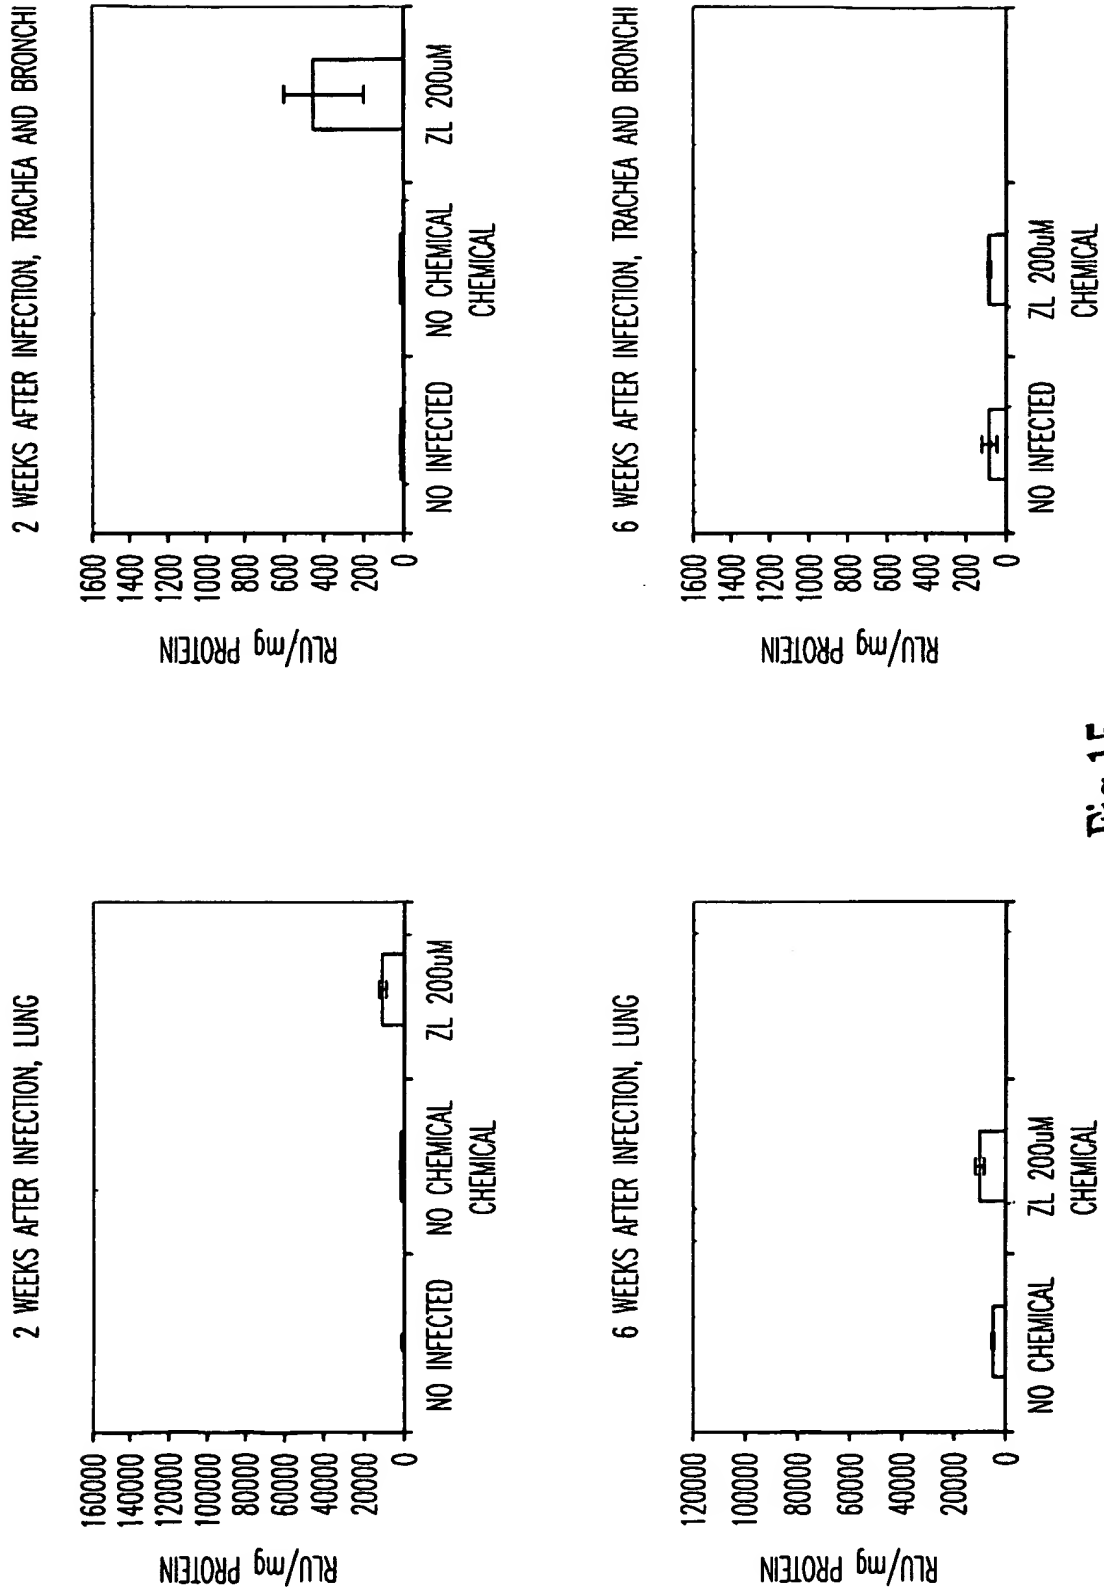 2 WEEKS AFTER INFECTION, LUNG
RLU/mg PROTEIN
160000
140000
120000
100000
80000
60000
40000
20000
0
NO INFECTED
NO CHEMICAL
ZL 200uM
CHEMICAL
2 WEEKS AFTER INFECTION, TRACHEA AND BRONCHI
RLU/mg PROTEIN
1600
1400
1200
1000
800
600
400
200
0
NO INFECTED
NO CHEMICAL
ZL 200uM
CHEMICAL
6 WEEKS AFTER INFECTION, LUNG
RLU/mg PROTEIN
120000
100000
80000
60000
40000
20000
0
NO CHEMICAL
ZL 200uM
CHEMICAL
6 WEEKS AFTER INFECTION, TRACHEA AND BRONCHI
RLU/mg PROTEIN
1600
1400
1200
1000
800
600
400
200
0
NO INFECTED
ZL 200uM
CHEMICAL
Fig.15